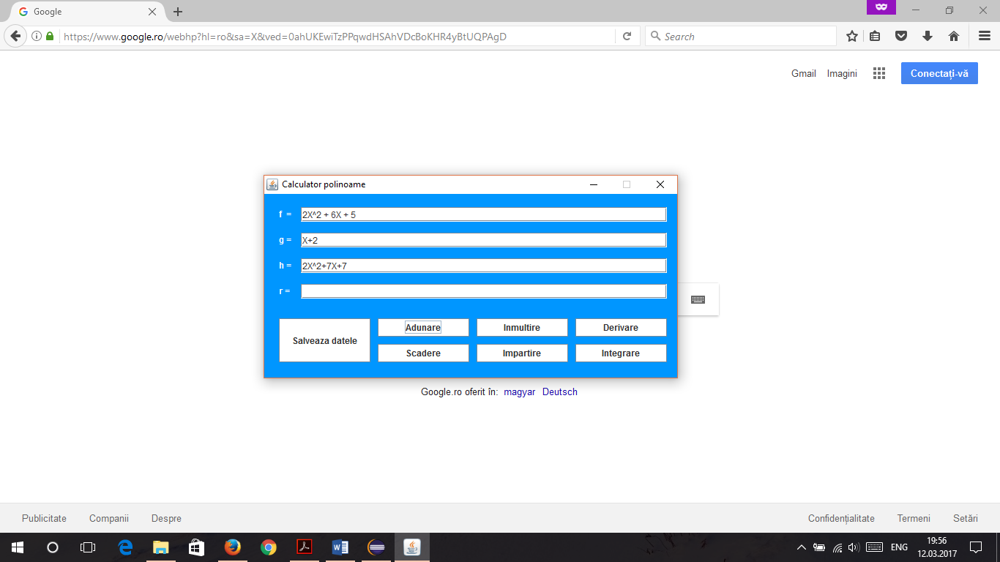 Google
https://www.google.ro/webhp?hl=ro&sa=X&ved=0ahUKEwiTzPPqwdHSAhVDcBoKHR4yBtUQPAgD
Search
Gmail Imagini Conectați-vă
Calculator polinoame
f = 2X^2 + 6X + 5
g = X+2
h = 2X^2+7X+7
r =
Salveaza datele Adunare Inmultire Derivare
Scadere Impartire Integrare
Google.ro oferit în: magyar Deutsch
Publicitate Companii Despre Confidențialitate Termeni Setări
ENG 19:56
12.03.2017